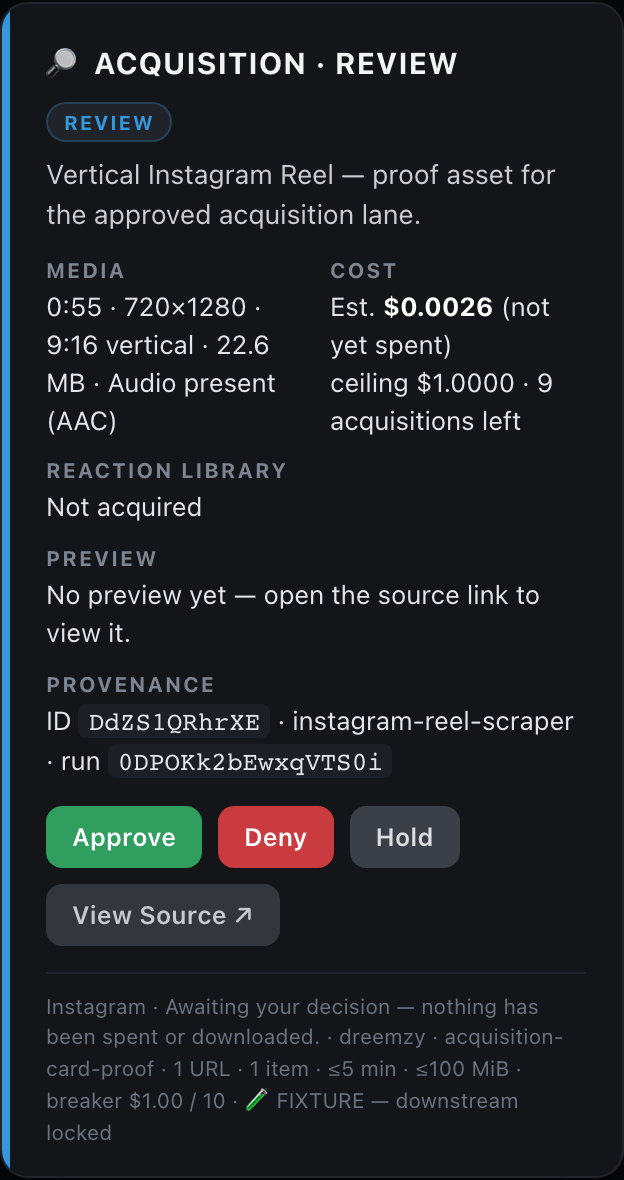 🔎 ACQUISITION · REVIEW
REVIEW
Vertical Instagram Reel — proof asset for
the approved acquisition lane.
MEDIA
0:55 · 720×1280 ·
9:16 vertical · 22.6
MB · Audio present
(AAC)
COST
Est. $0.0026 (not
yet spent)
ceiling $1.0000 · 9
acquisitions left
REACTION LIBRARY
Not acquired
PREVIEW
No preview yet — open the source link to
view it.
PROVENANCE
ID DdZS1QRhrXE · instagram-reel-scraper
· run 0DPOKk2bEwxqVTS0i
Approve
Deny
Hold
View Source ↗
Instagram · Awaiting your decision — nothing has
been spent or downloaded. · dreemzy · acquisition-
card-proof · 1 URL · 1 item · ≤5 min · ≤100 MiB ·
breaker $1.00 / 10 · 🧪 FIXTURE — downstream
locked